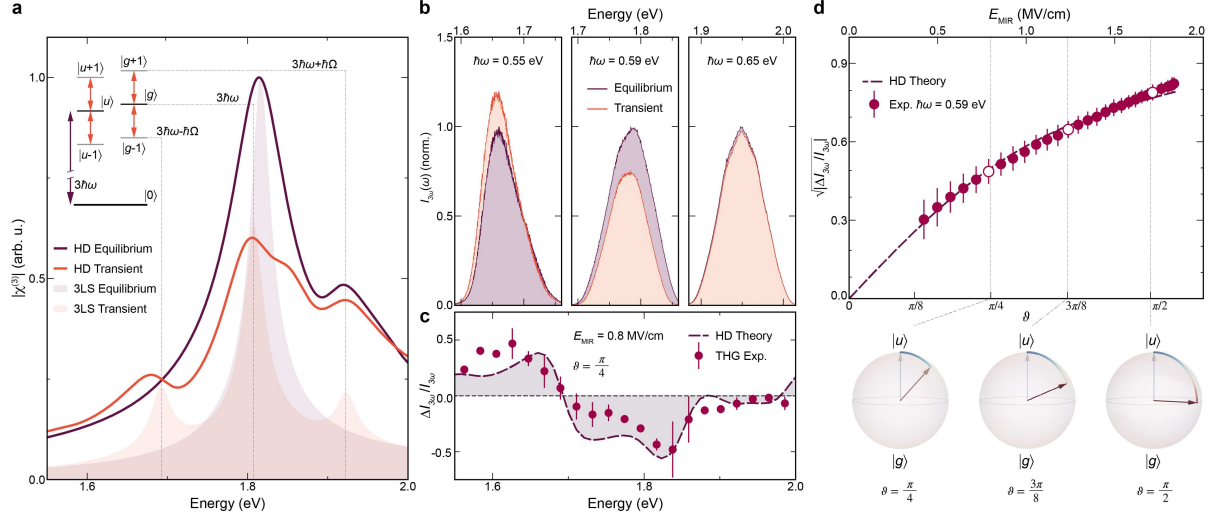 a
|χ⁽³⁾| (arb. u.)
1.0
0.5
0.0
|u+1⟩
|g+1⟩
|u⟩
|g⟩
|u-1⟩
|g-1⟩
|0⟩
3ħω
3ħω+ħΩ
3ħω
3ħω-ħΩ
HD Equilibrium
HD Transient
3LS Equilibrium
3LS Transient
1.6
1.8
2.0
Energy (eV)
b
Energy (eV)
1.6 1.7 1.7 1.8 1.9 2.0
I3ω(ω) (norm.)
1.5
1.0
0.5
0.0
ħω = 0.55 eV
ħω = 0.59 eV
ħω = 0.65 eV
Equilibrium
Transient
c
ΔI3ω/I3ω
0.5
0.0
-0.5
EMIR = 0.8 MV/cm
ϑ = π/4
HD Theory
THG Exp.
1.6 1.8 2.0
Energy (eV)
d
EMIR (MV/cm)
0.0 0.5 1.0 1.5 2.0
√|ΔI3ω/I3ω|
0.9
0.6
0.3
0
HD Theory
Exp. ħω = 0.59 eV
0 π/8 π/4 3π/8 π/2
ϑ
|u⟩ |u⟩ |u⟩
|g⟩ |g⟩ |g⟩
ϑ = π/4 ϑ = 3π/8 ϑ = π/2